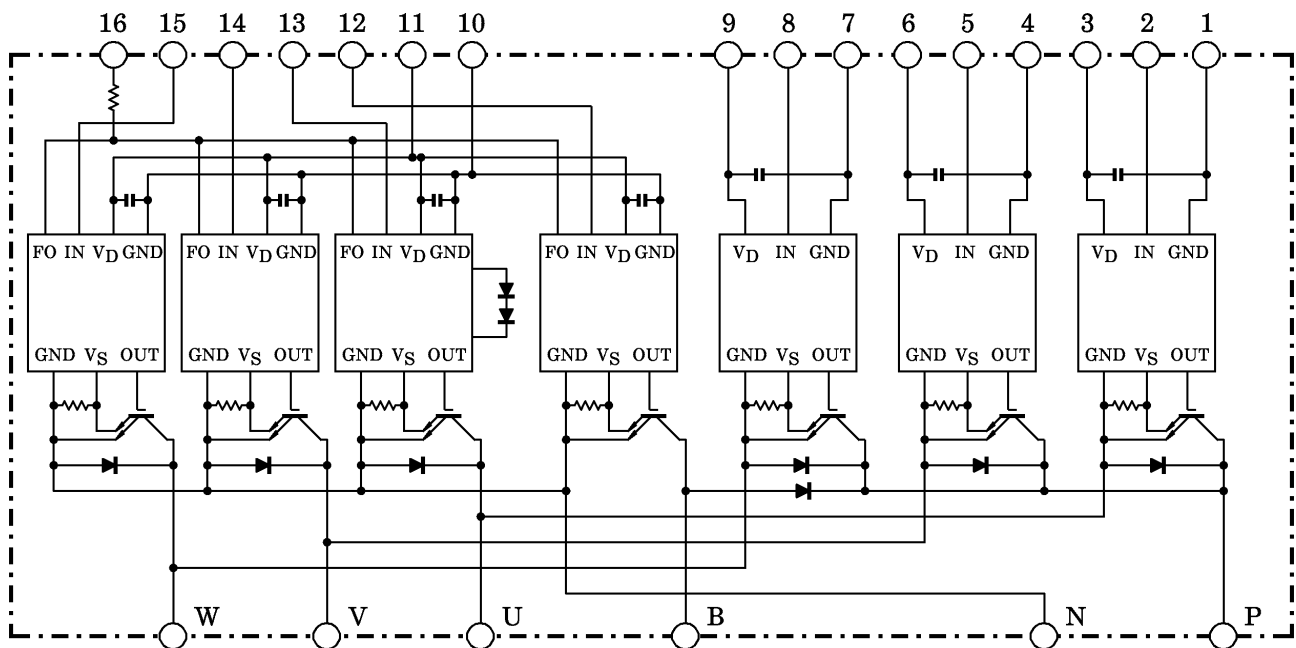 16 15 14 13 12 11 10 9 8 7 6 5 4 3 2 1
FO IN VD GND FO IN VD GND FO IN VD GND FO IN VD GND VD IN GND VD IN GND VD IN GND
GND VS OUT GND VS OUT GND VS OUT GND VS OUT GND VS OUT GND VS OUT GND VS OUT
W V U B N P